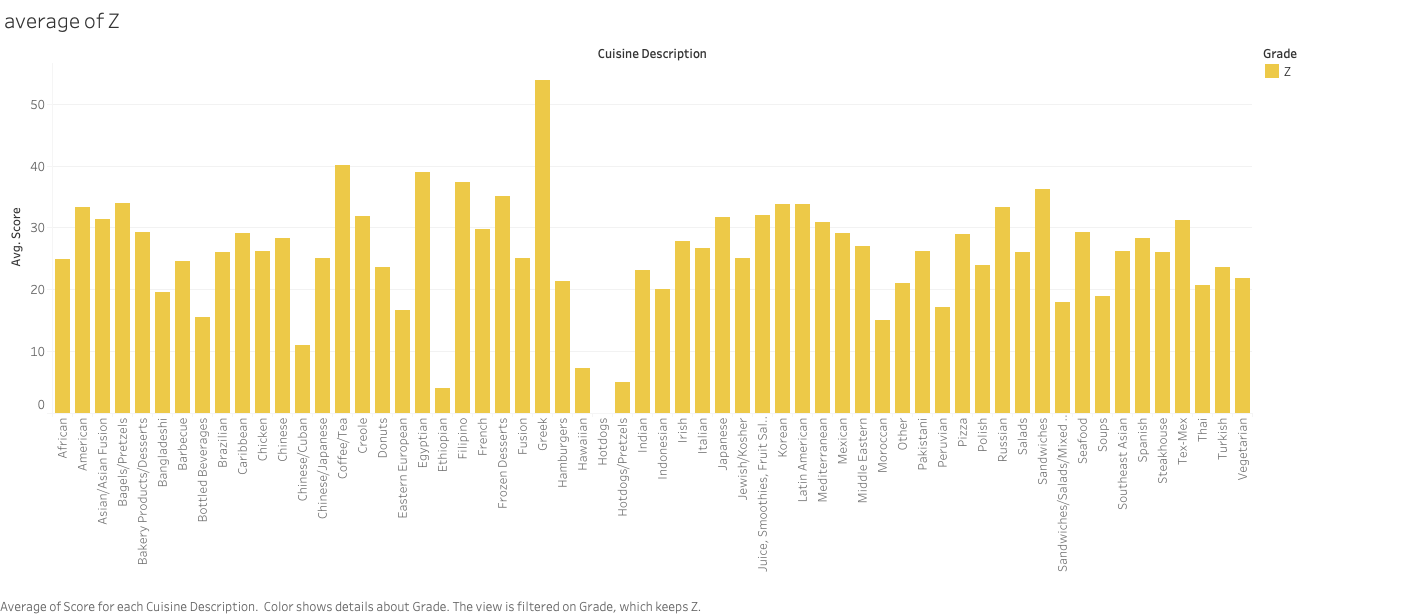 average of Z
Cuisine Description
Grade
Z
Avg. Score
50
40
30
20
10
0
African
American
Asian/Asian Fusion
Bagels/Pretzels
Bakery Products/Desserts
Bangladeshi
Barbecue
Bottled Beverages
Brazilian
Caribbean
Chicken
Chinese
Chinese/Cuban
Chinese/Japanese
Coffee/Tea
Creole
Donuts
Eastern European
Egyptian
Ethiopian
Filipino
French
Frozen Desserts
Fusion
Greek
Hamburgers
Hawaiian
Hotdogs
Hotdogs/Pretzels
Indian
Indonesian
Irish
Italian
Japanese
Jewish/Kosher
Juice, Smoothies, Fruit Sal..
Korean
Latin American
Mediterranean
Mexican
Middle Eastern
Moroccan
Other
Pakistani
Peruvian
Pizza
Polish
Russian
Salads
Sandwiches
Sandwiches/Salads/Mixed ..
Seafood
Soups
Southeast Asian
Spanish
Steakhouse
Tex-Mex
Thai
Turkish
Vegetarian
Average of Score for each Cuisine Description.  Color shows details about Grade. The view is filtered on Grade, which keeps Z.